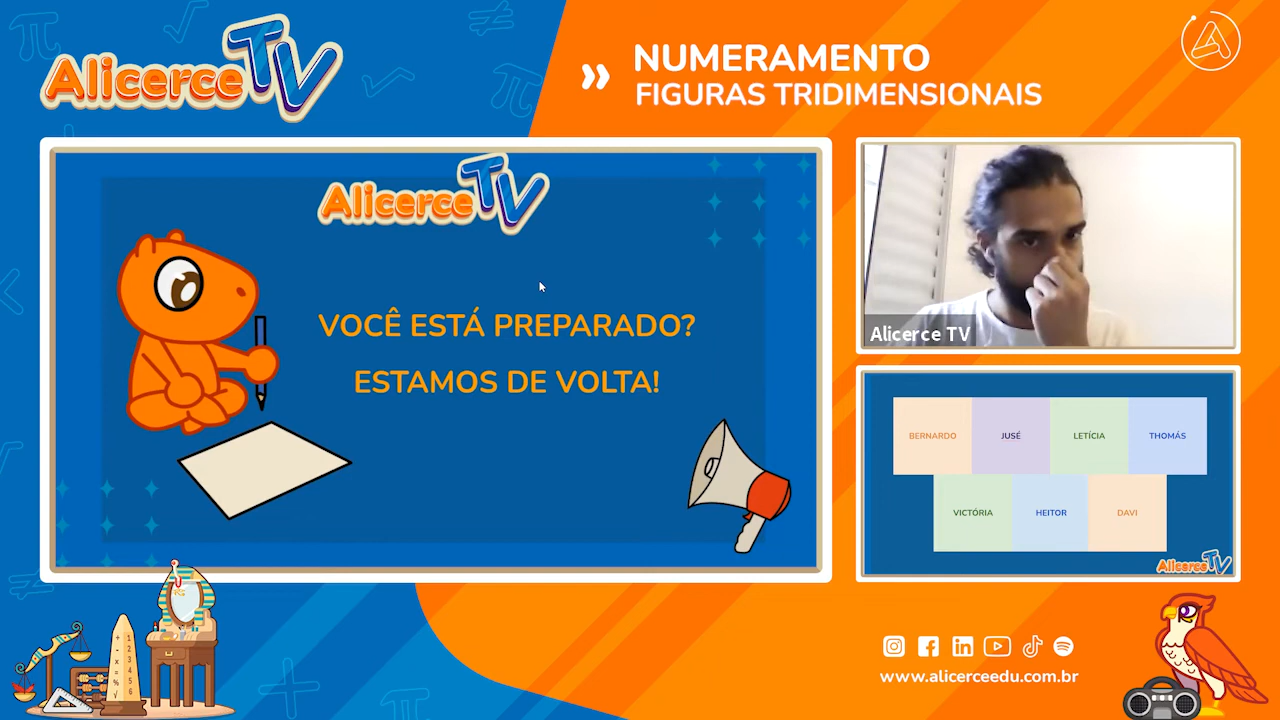 Alicerce TV
NUMERAMENTO
FIGURAS TRIDIMENSIONAIS
Alicerce TV
VOCÊ ESTÁ PREPARADO?
ESTAMOS DE VOLTA!
Alicerce TV
BERNARDO JUSÉ LETÍCIA THOMÁS
VICTÓRIA HEITOR DAVI
Alicerce TV
www.alicerceedu.com.br